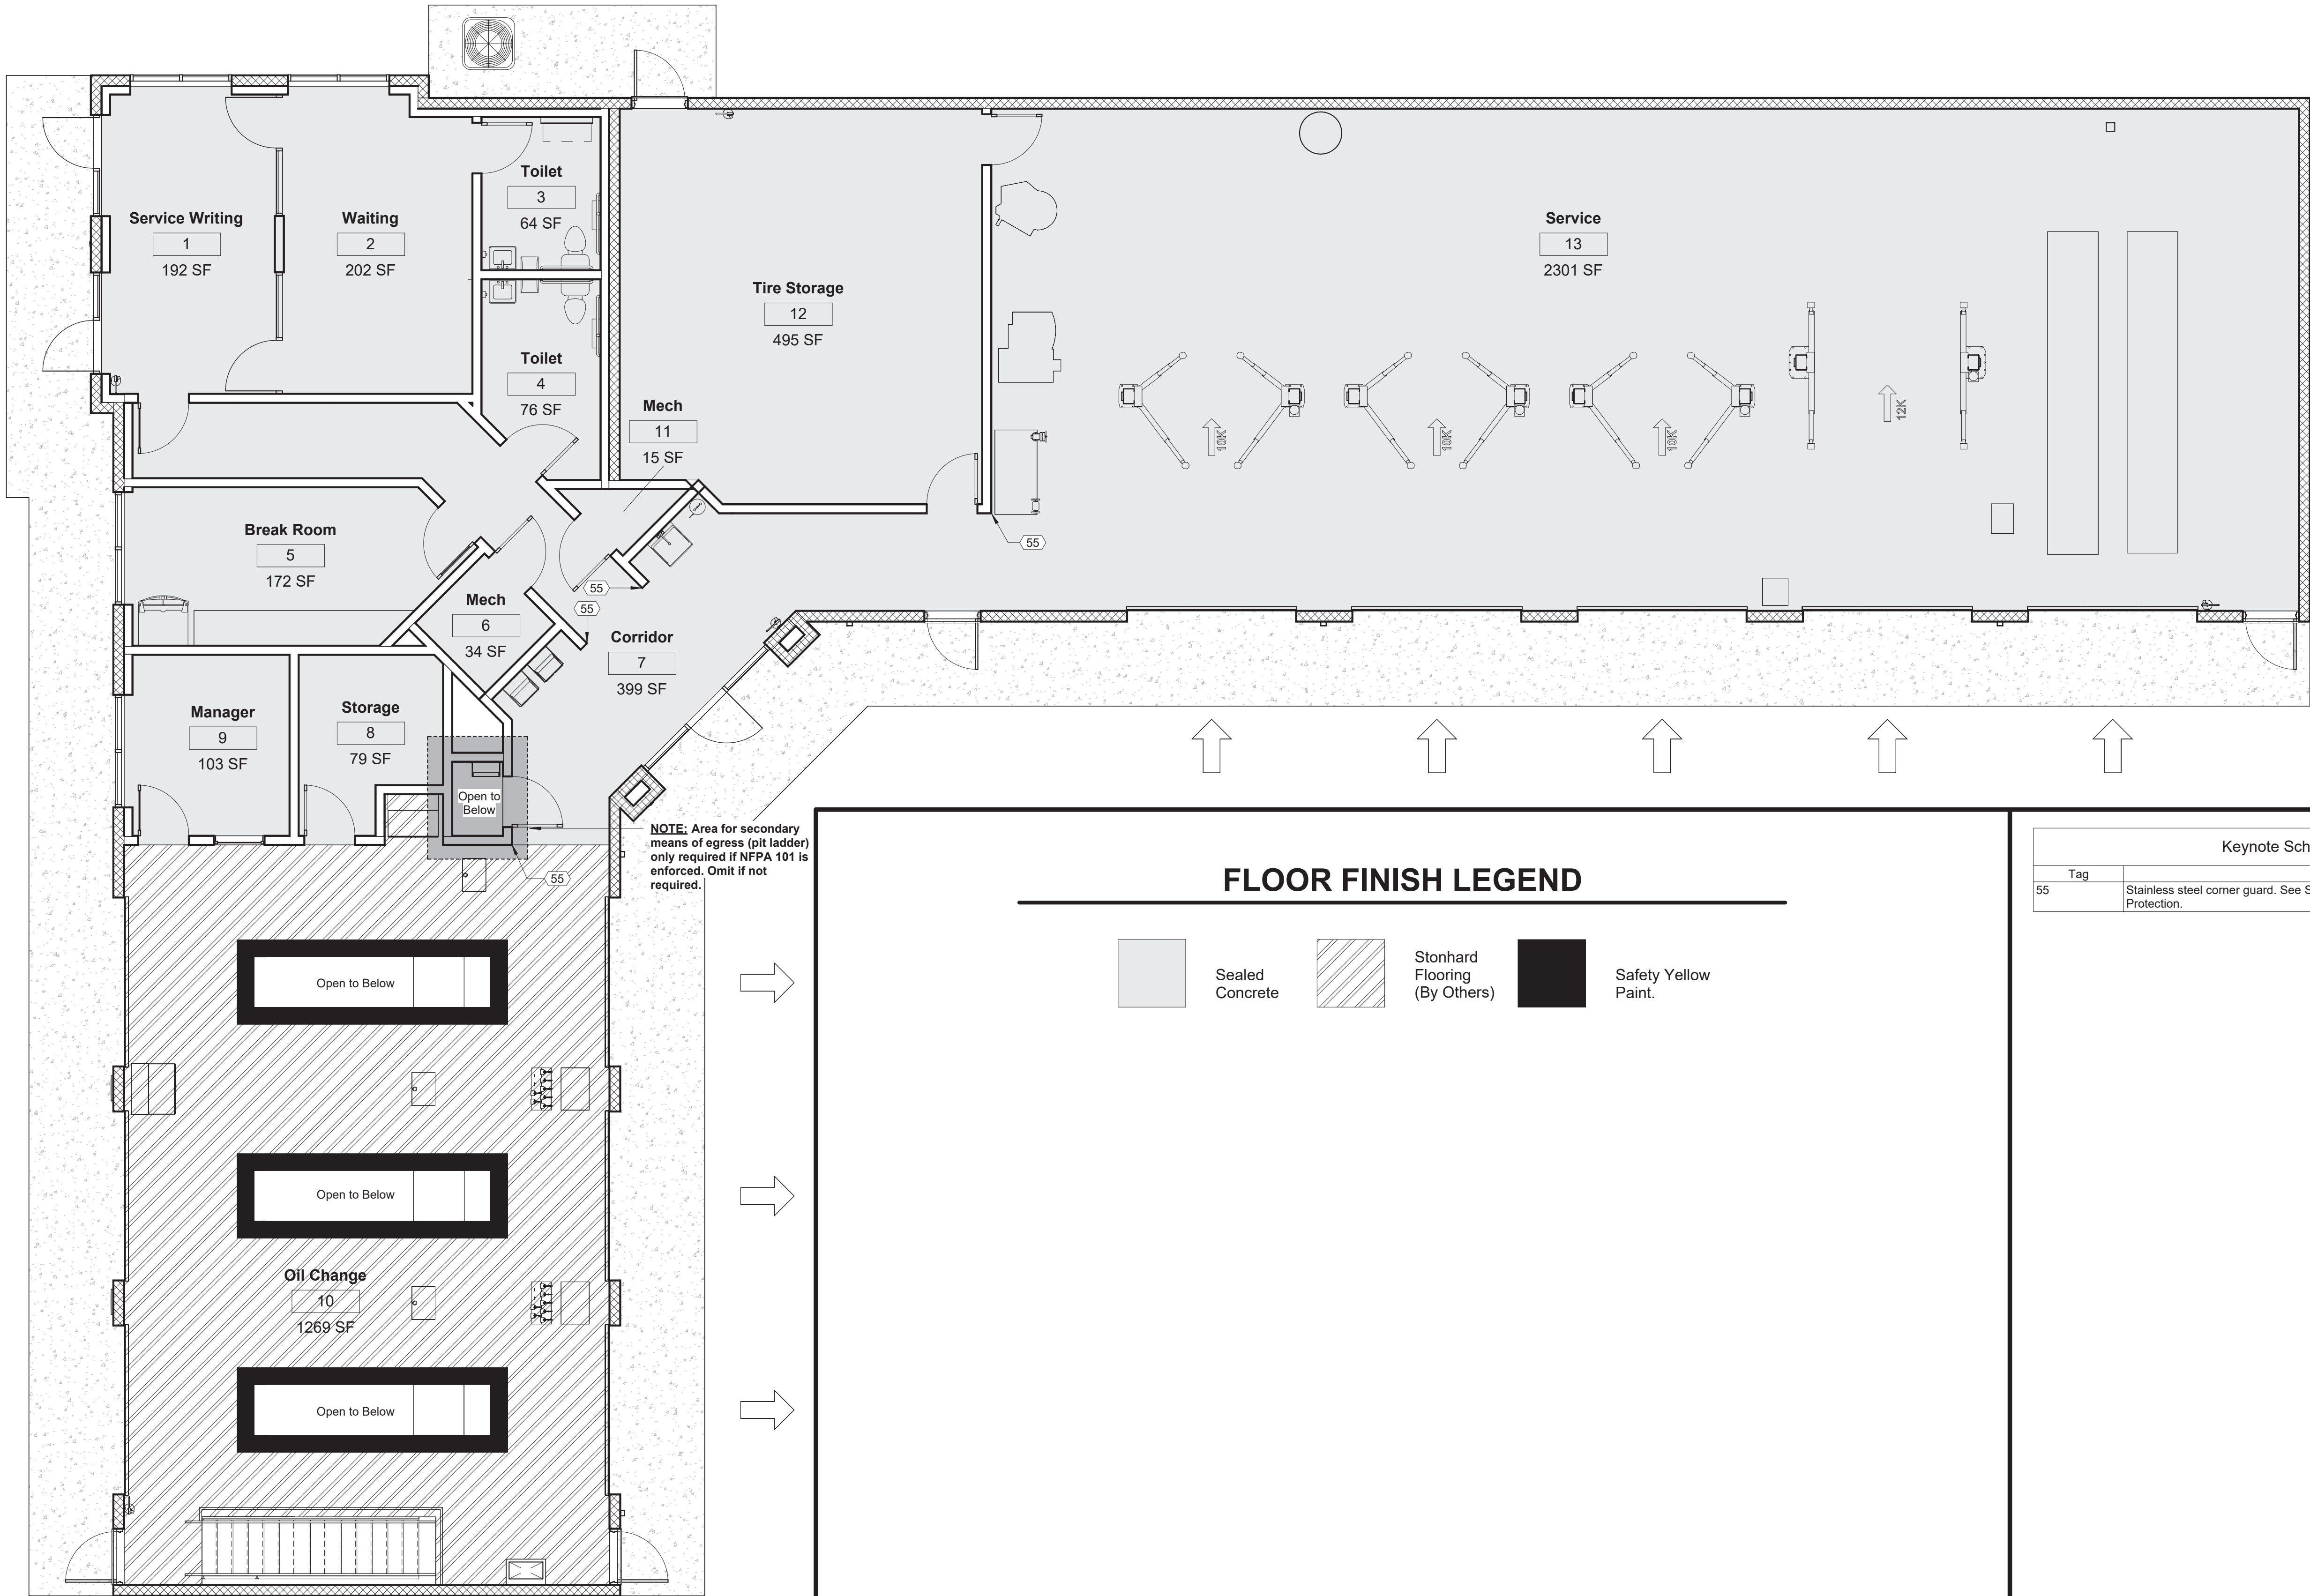 Service Writing
1
192 SF
Waiting
2
202 SF
Toilet
3
64 SF
Toilet
4
76 SF
Mech
11
15 SF
Tire Storage
12
495 SF
Service
13
2301 SF
10K
10K
10K
12K
55
Break Room
5
172 SF
55
55
Mech
6
34 SF
Corridor
7
399 SF
Manager
9
103 SF
Storage
8
79 SF
Open to
Below
NOTE: Area for secondary
means of egress (pit ladder)
only required if NFPA 101 is
enforced. Omit if not
required.
55
Open to Below
Open to Below
Oil Change
10
1269 SF
Open to Below
FLOOR FINISH LEGEND
Sealed
Concrete
Stonhard
Flooring
(By Others)
Safety Yellow
Paint.
Keynote Sch
Tag
55
Stainless steel corner guard. See S
Protection.